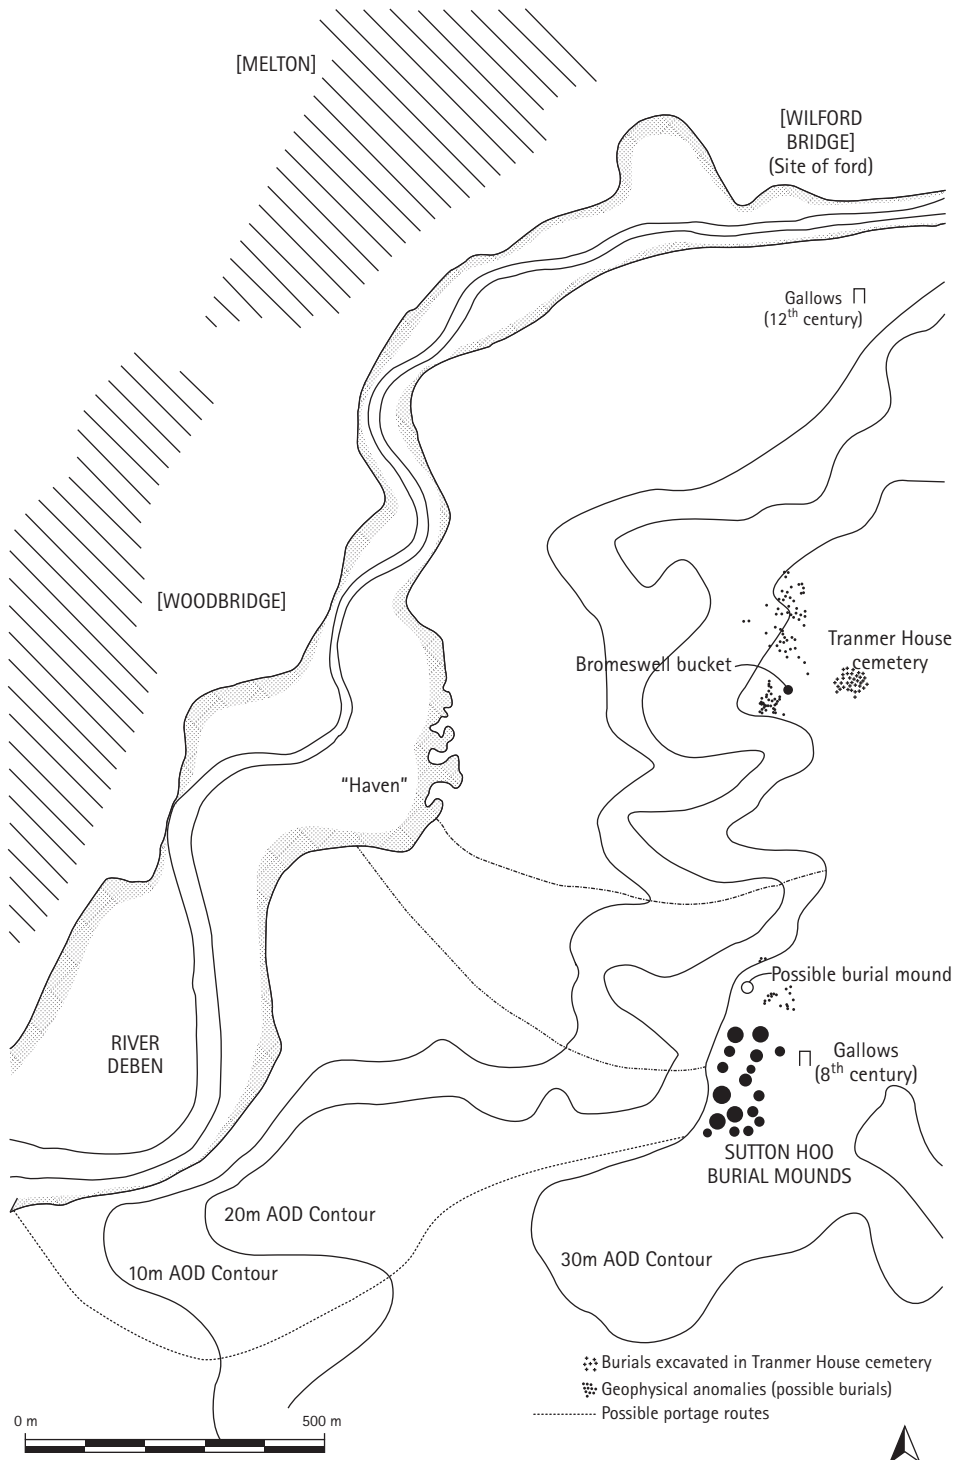 [MELTON]
[WILFORD
BRIDGE]
(Site of ford)
Gallows
(12th century)
[WOODBRIDGE]
Tranmer House
cemetery
Bromeswell bucket
“Haven”
Possible burial mound
RIVER
DEBEN
Gallows
(8th century)
SUTTON HOO
BURIAL MOUNDS
20m AOD Contour
30m AOD Contour
10m AOD Contour
Burials excavated in Tranmer House cemetery
Geophysical anomalies (possible burials)
Possible portage routes
0 m 500 m